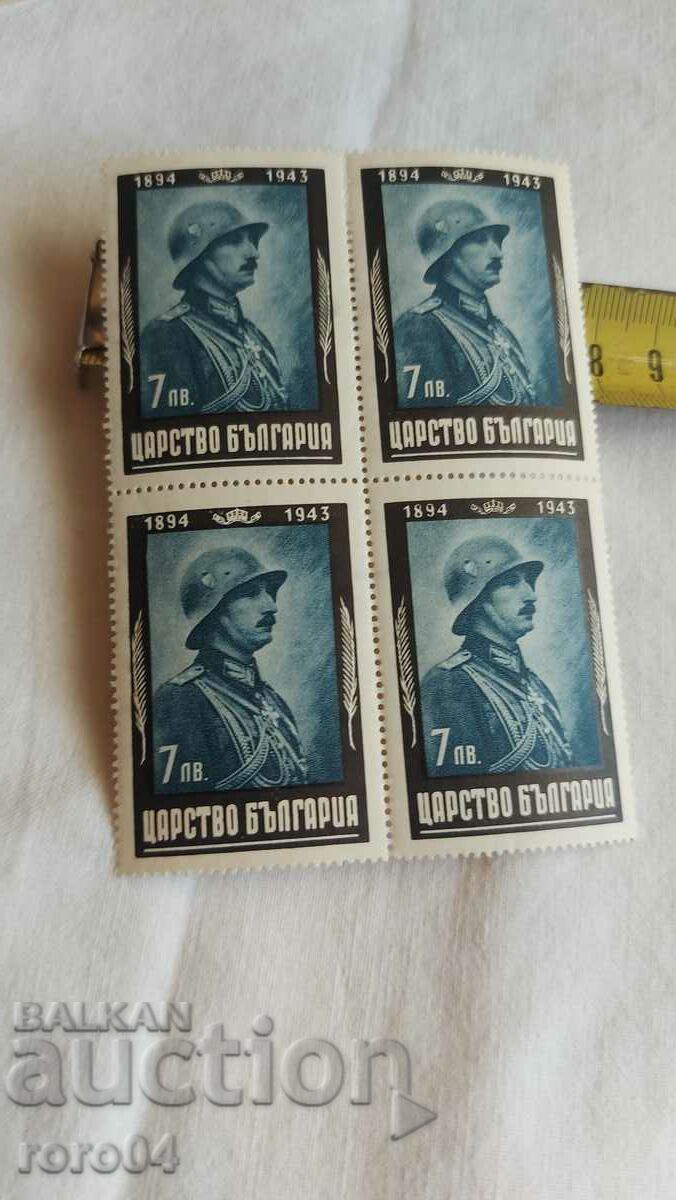 1894 1943
7 ЛВ.
ЦАРСТВО БЪЛГАРИЯ
1894 1943
7 ЛВ.
ЦАРСТВО БЪЛГАРИЯ
8 9
1894 1943
7 ЛВ.
ЦАРСТВО БЪЛГАРИЯ
1894 1943
7 ЛВ.
ЦАРСТВО БЪЛГАРИЯ
BALKAN
auction
roro04